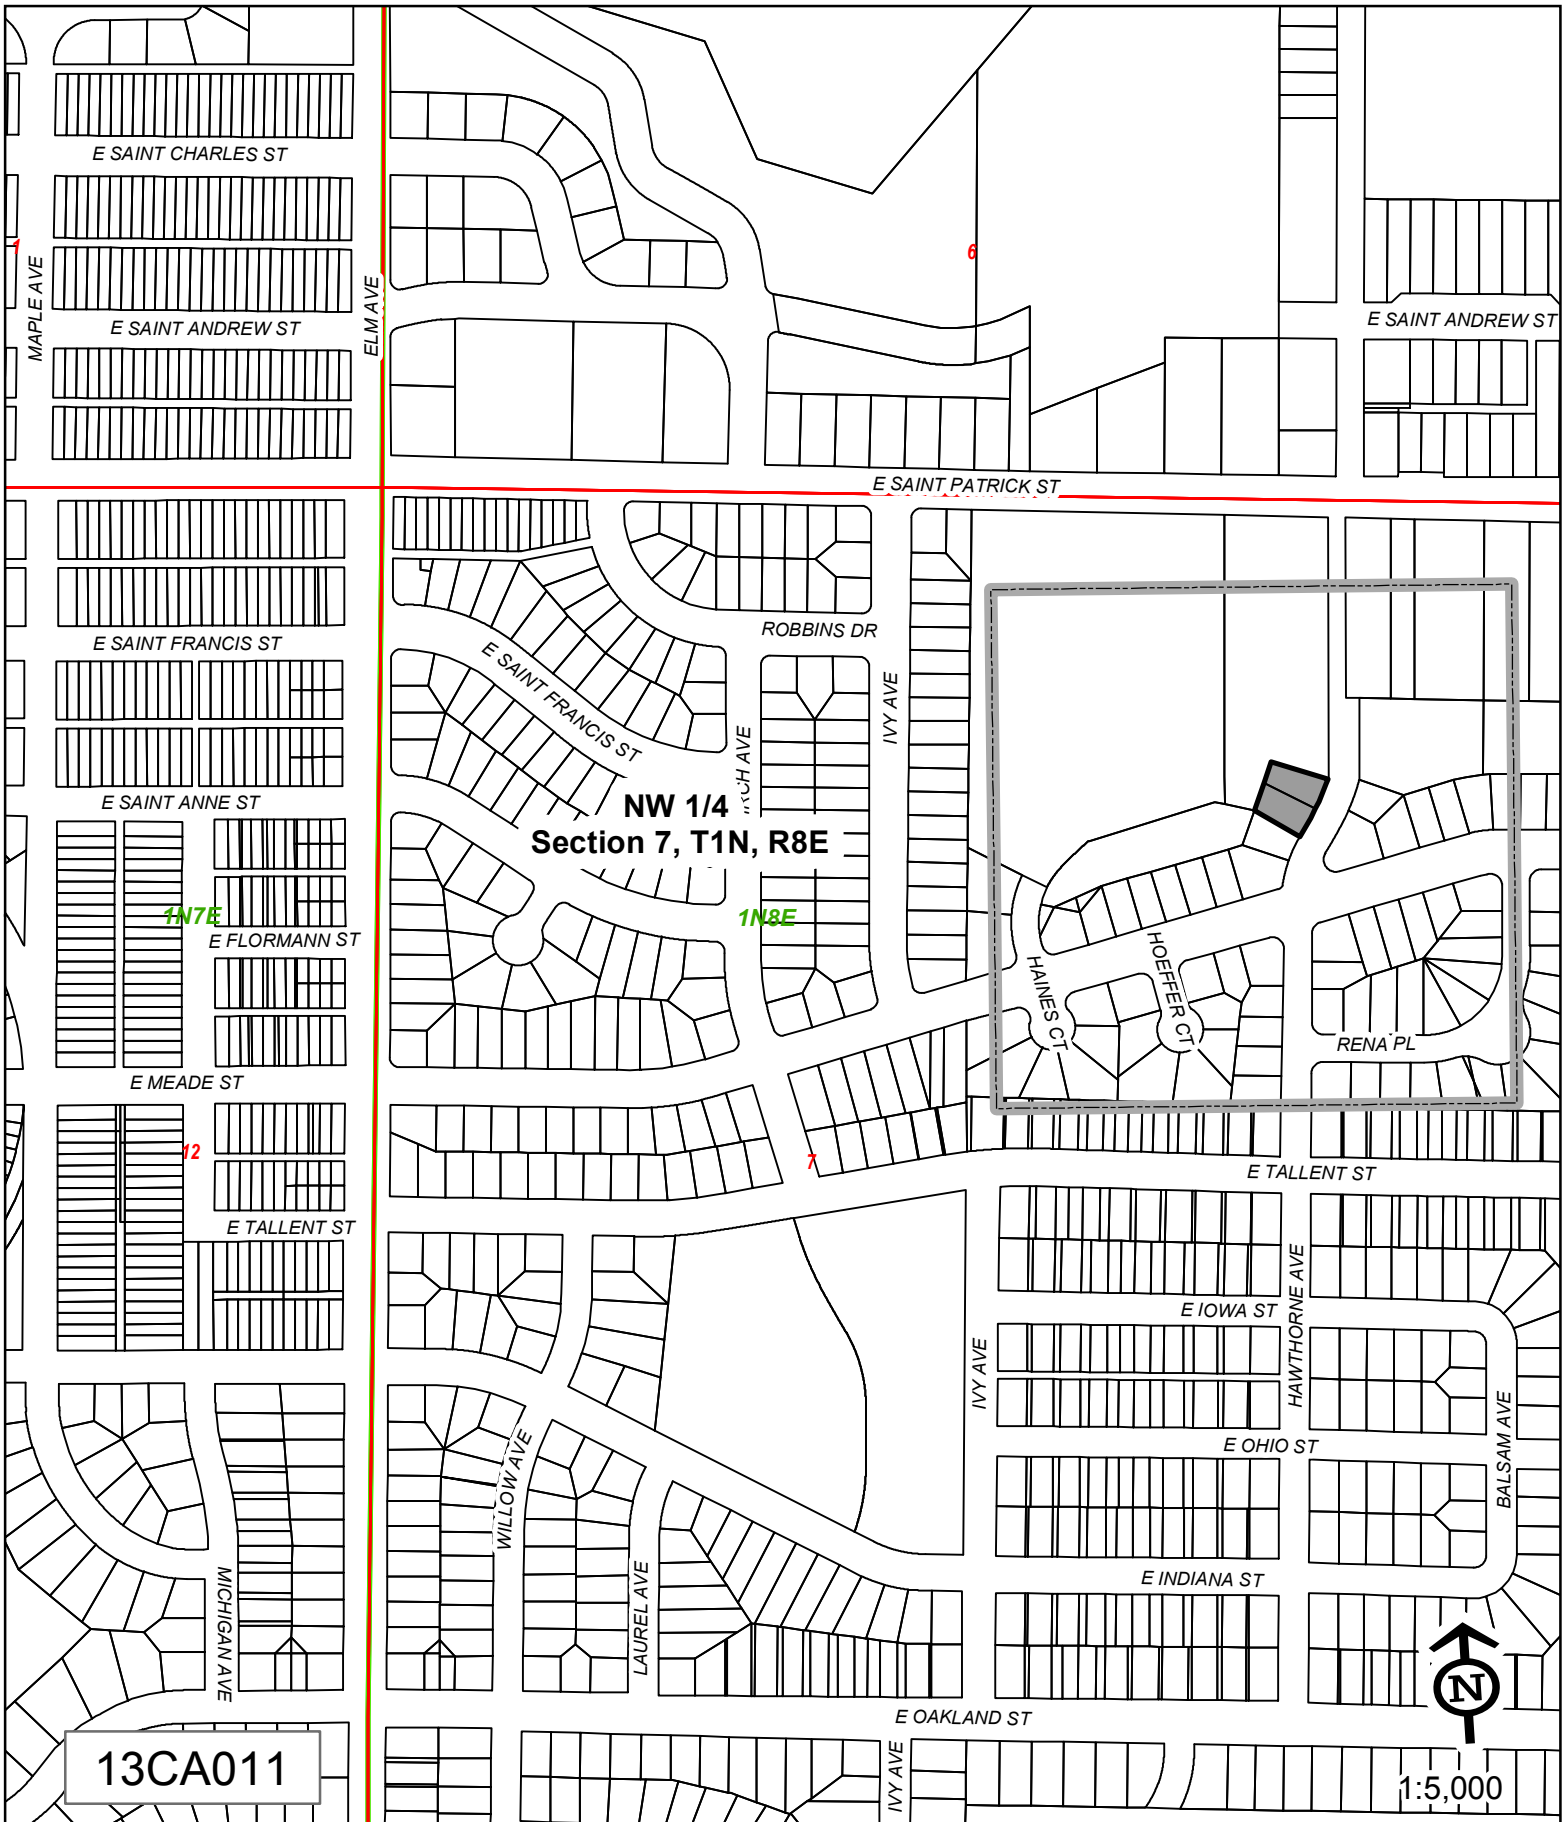 E SAINT CHARLES ST
1
6
MAPLE AVE
ELM AVE
E SAINT ANDREW ST
E SAINT ANDREW ST
E SAINT PATRICK ST
E SAINT FRANCIS ST
ROBBINS DR
E SAINT FRANCIS ST
IVY AVE
AVE
E SAINT ANNE ST
NW 1/4
Section 7, T1N, R8E
1N7E
1N8E
E FLORMANN ST
HAINES CT
HOEFFER CT
RENA PL
E MEADE ST
12
7
E TALLENT ST
E TALLENT ST
E IOWA ST
HAWTHORNE AVE
IVY AVE
E OHIO ST
BALSAM AVE
WILLOW AVE
E INDIANA ST
MICHIGAN AVE
LAUREL AVE
N
E OAKLAND ST
IVY AVE
13CA011
1:5,000